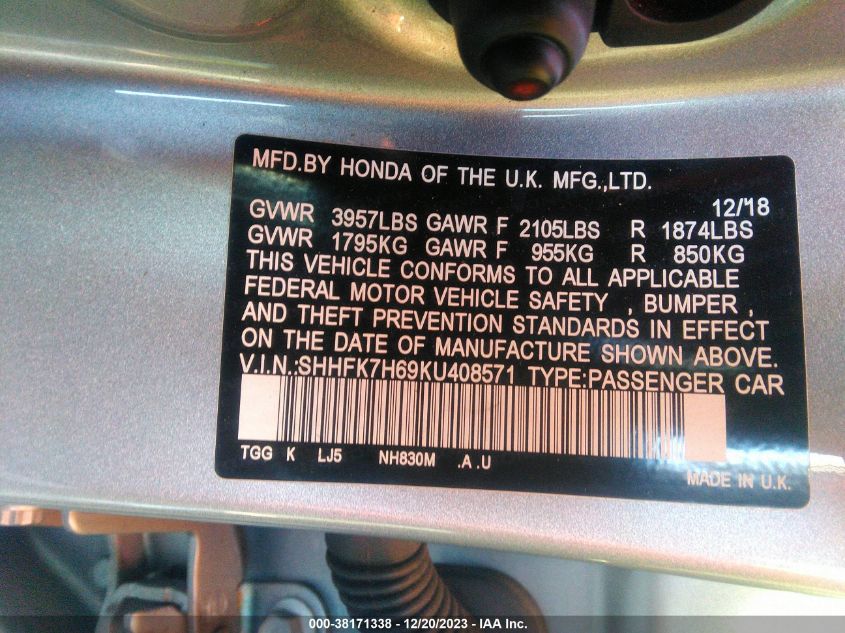 MFD.BY HONDA OF THE U.K. MFG.,LTD.
12/18
GVWR 3957LBS GAWR F 2105LBS R 1874LBS
GVWR 1795KG GAWR F 955KG R 850KG
THIS VEHICLE CONFORMS TO ALL APPLICABLE
FEDERAL MOTOR VEHICLE SAFETY , BUMPER ,
AND THEFT PREVENTION STANDARDS IN EFFECT
ON THE DATE OF MANUFACTURE SHOWN ABOVE.
V.I.N.:SHHFK7H69KU408571 TYPE:PASSENGER CAR
TGG K LJ5 NH830M .A .U
MADE IN U.K.
000-38171338 - 12/20/2023 - IAA Inc.